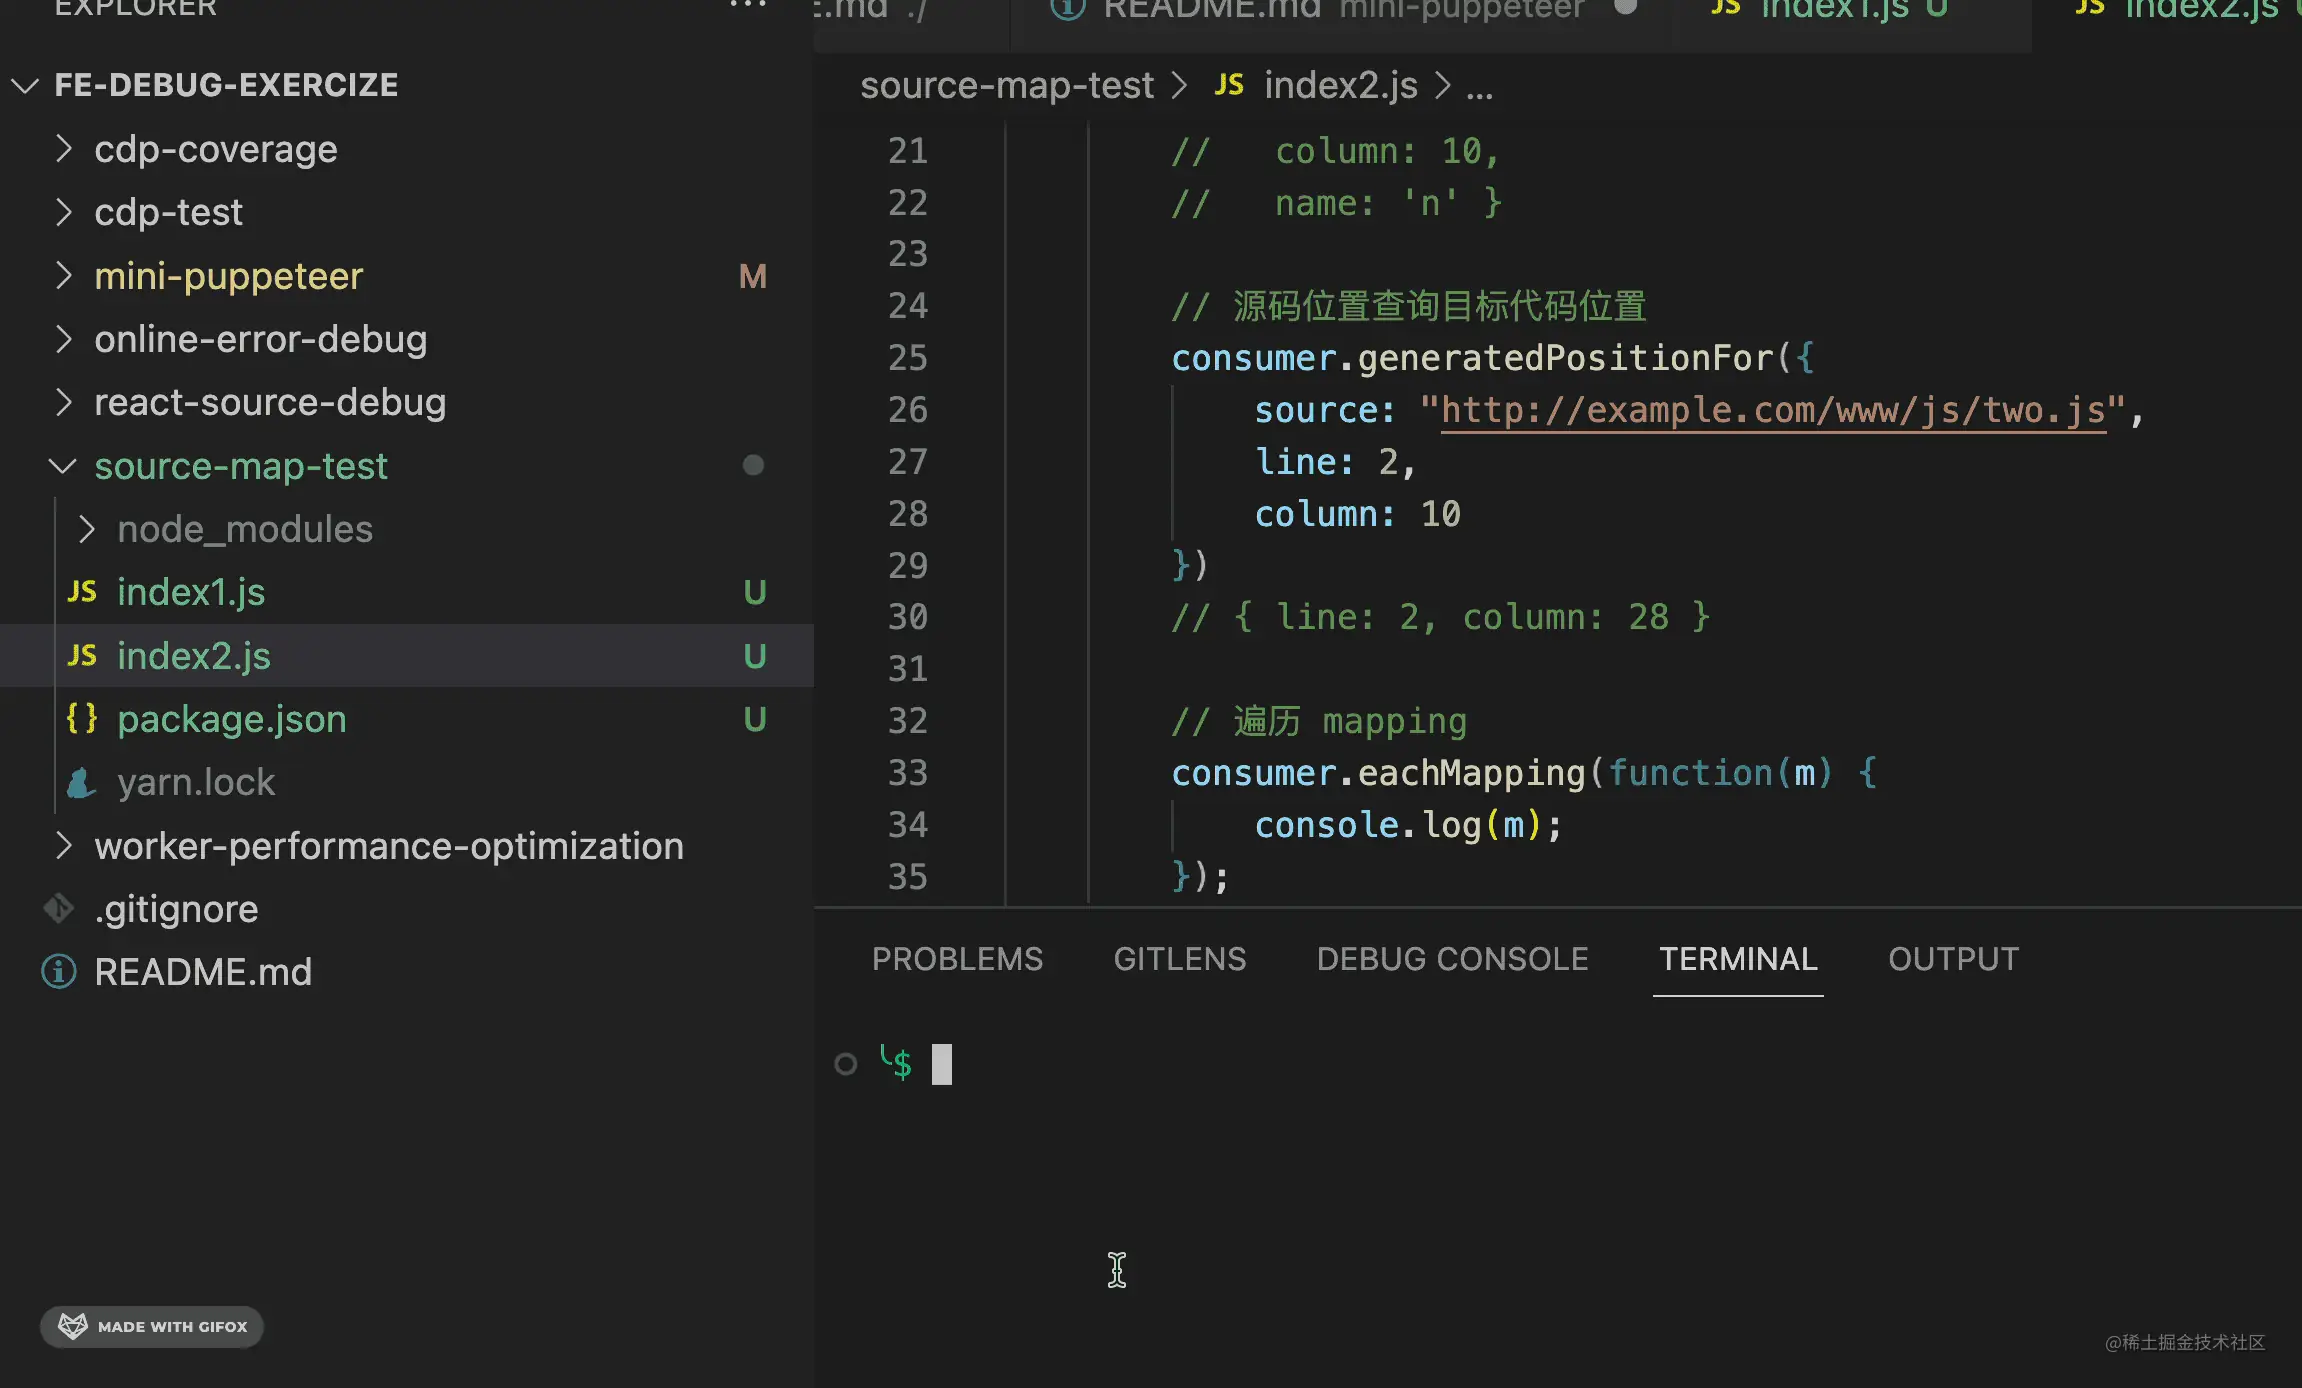 EXPLORER
FE-DEBUG-EXERCIZE
cdp-coverage
cdp-test
mini-puppeteer M
online-error-debug
react-source-debug
source-map-test
node_modules
JS index1.js U
JS index2.js U
{} package.json U
yarn.lock
worker-performance-optimization
.gitignore
README.md
MADE WITH GIFOX
E.md ./ README.md mini-puppeteer JS index1.js U JS index2.js
source-map-test > JS index2.js > ...
21 // column: 10,
22 // name: 'n' }
23
24 // 源码位置查询目标代码位置
25 consumer.generatedPositionFor({
26 source: "http://example.com/www/js/two.js",
27 line: 2,
28 column: 10
29 })
30 // { line: 2, column: 28 }
31
32 // 遍历 mapping
33 consumer.eachMapping(function(m) {
34 console.log(m);
35 });
PROBLEMS GITLENS DEBUG CONSOLE TERMINAL OUTPUT
╰$
@稀土掘金技术社区